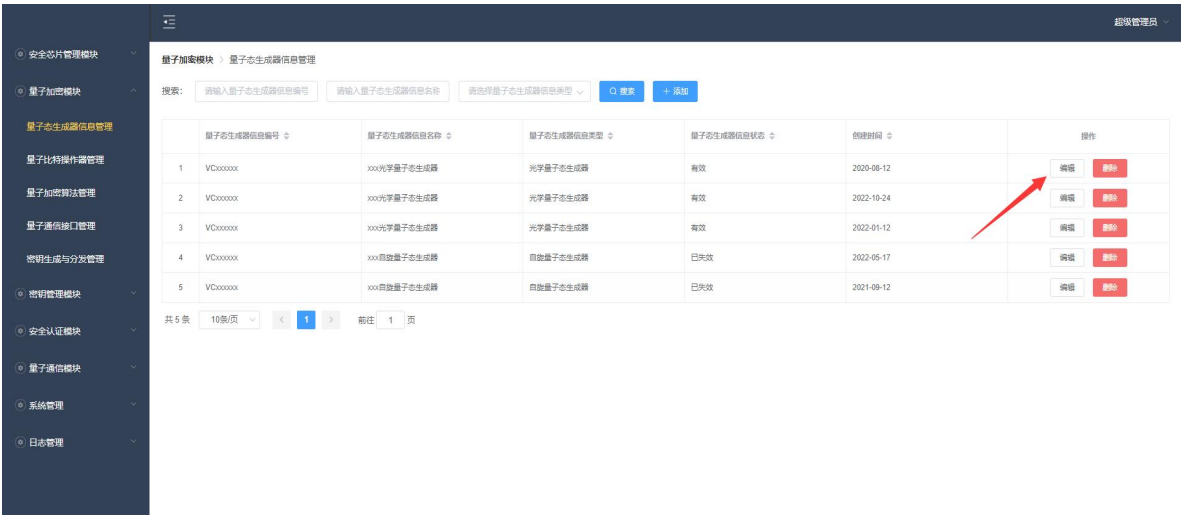 超级管理员
安全芯片管理模块
量子加密模块
量子态生成器信息管理
量子比特操作器管理
量子加密算法管理
量子通信接口管理
密钥生成与分发管理
密钥管理模块
安全认证模块
量子通信模块
系统管理
日志管理
量子加密模块 > 量子态生成器信息管理
搜索: 请输入量子态生成器信息编号 请输入量子态生成器信息名称 请选择量子态生成器信息类型 搜索 + 添加
量子态生成器信息编号 量子态生成器信息名称 量子态生成器信息类型 量子态生成器信息状态 创建时间 操作
1 VCxxxxxx xxx光学量子态生成器 光学量子态生成器 有效 2020-08-12 编辑 删除
2 VCxxxxxx xxx光学量子态生成器 光学量子态生成器 有效 2022-10-24 编辑 删除
3 VCxxxxxx xxx光学量子态生成器 光学量子态生成器 有效 2022-01-12 编辑 删除
4 VCxxxxxx xxx自旋量子态生成器 自旋量子态生成器 已失效 2022-05-17 编辑 删除
5 VCxxxxxx xxx自旋量子态生成器 自旋量子态生成器 已失效 2021-09-12 编辑 删除
共 5 条 10条/页 < 1 > 前往 1 页